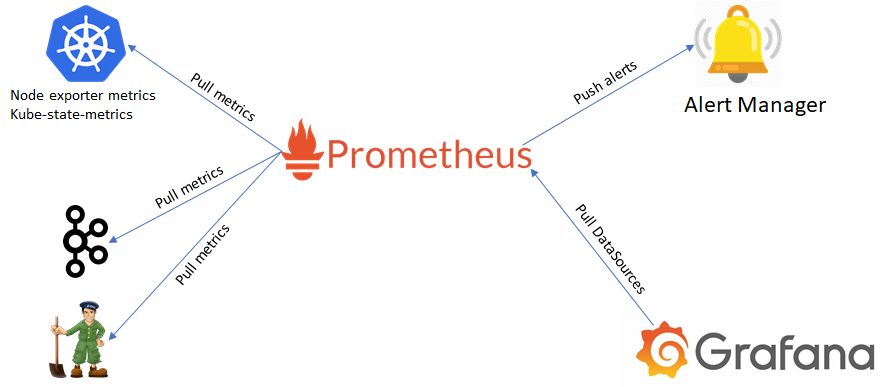 Node exporter metrics
Kube-state-metrics
Pull metrics
Pull metrics
Pull metrics
Prometheus
Push alerts
Alert Manager
Pull DataSources
Grafana